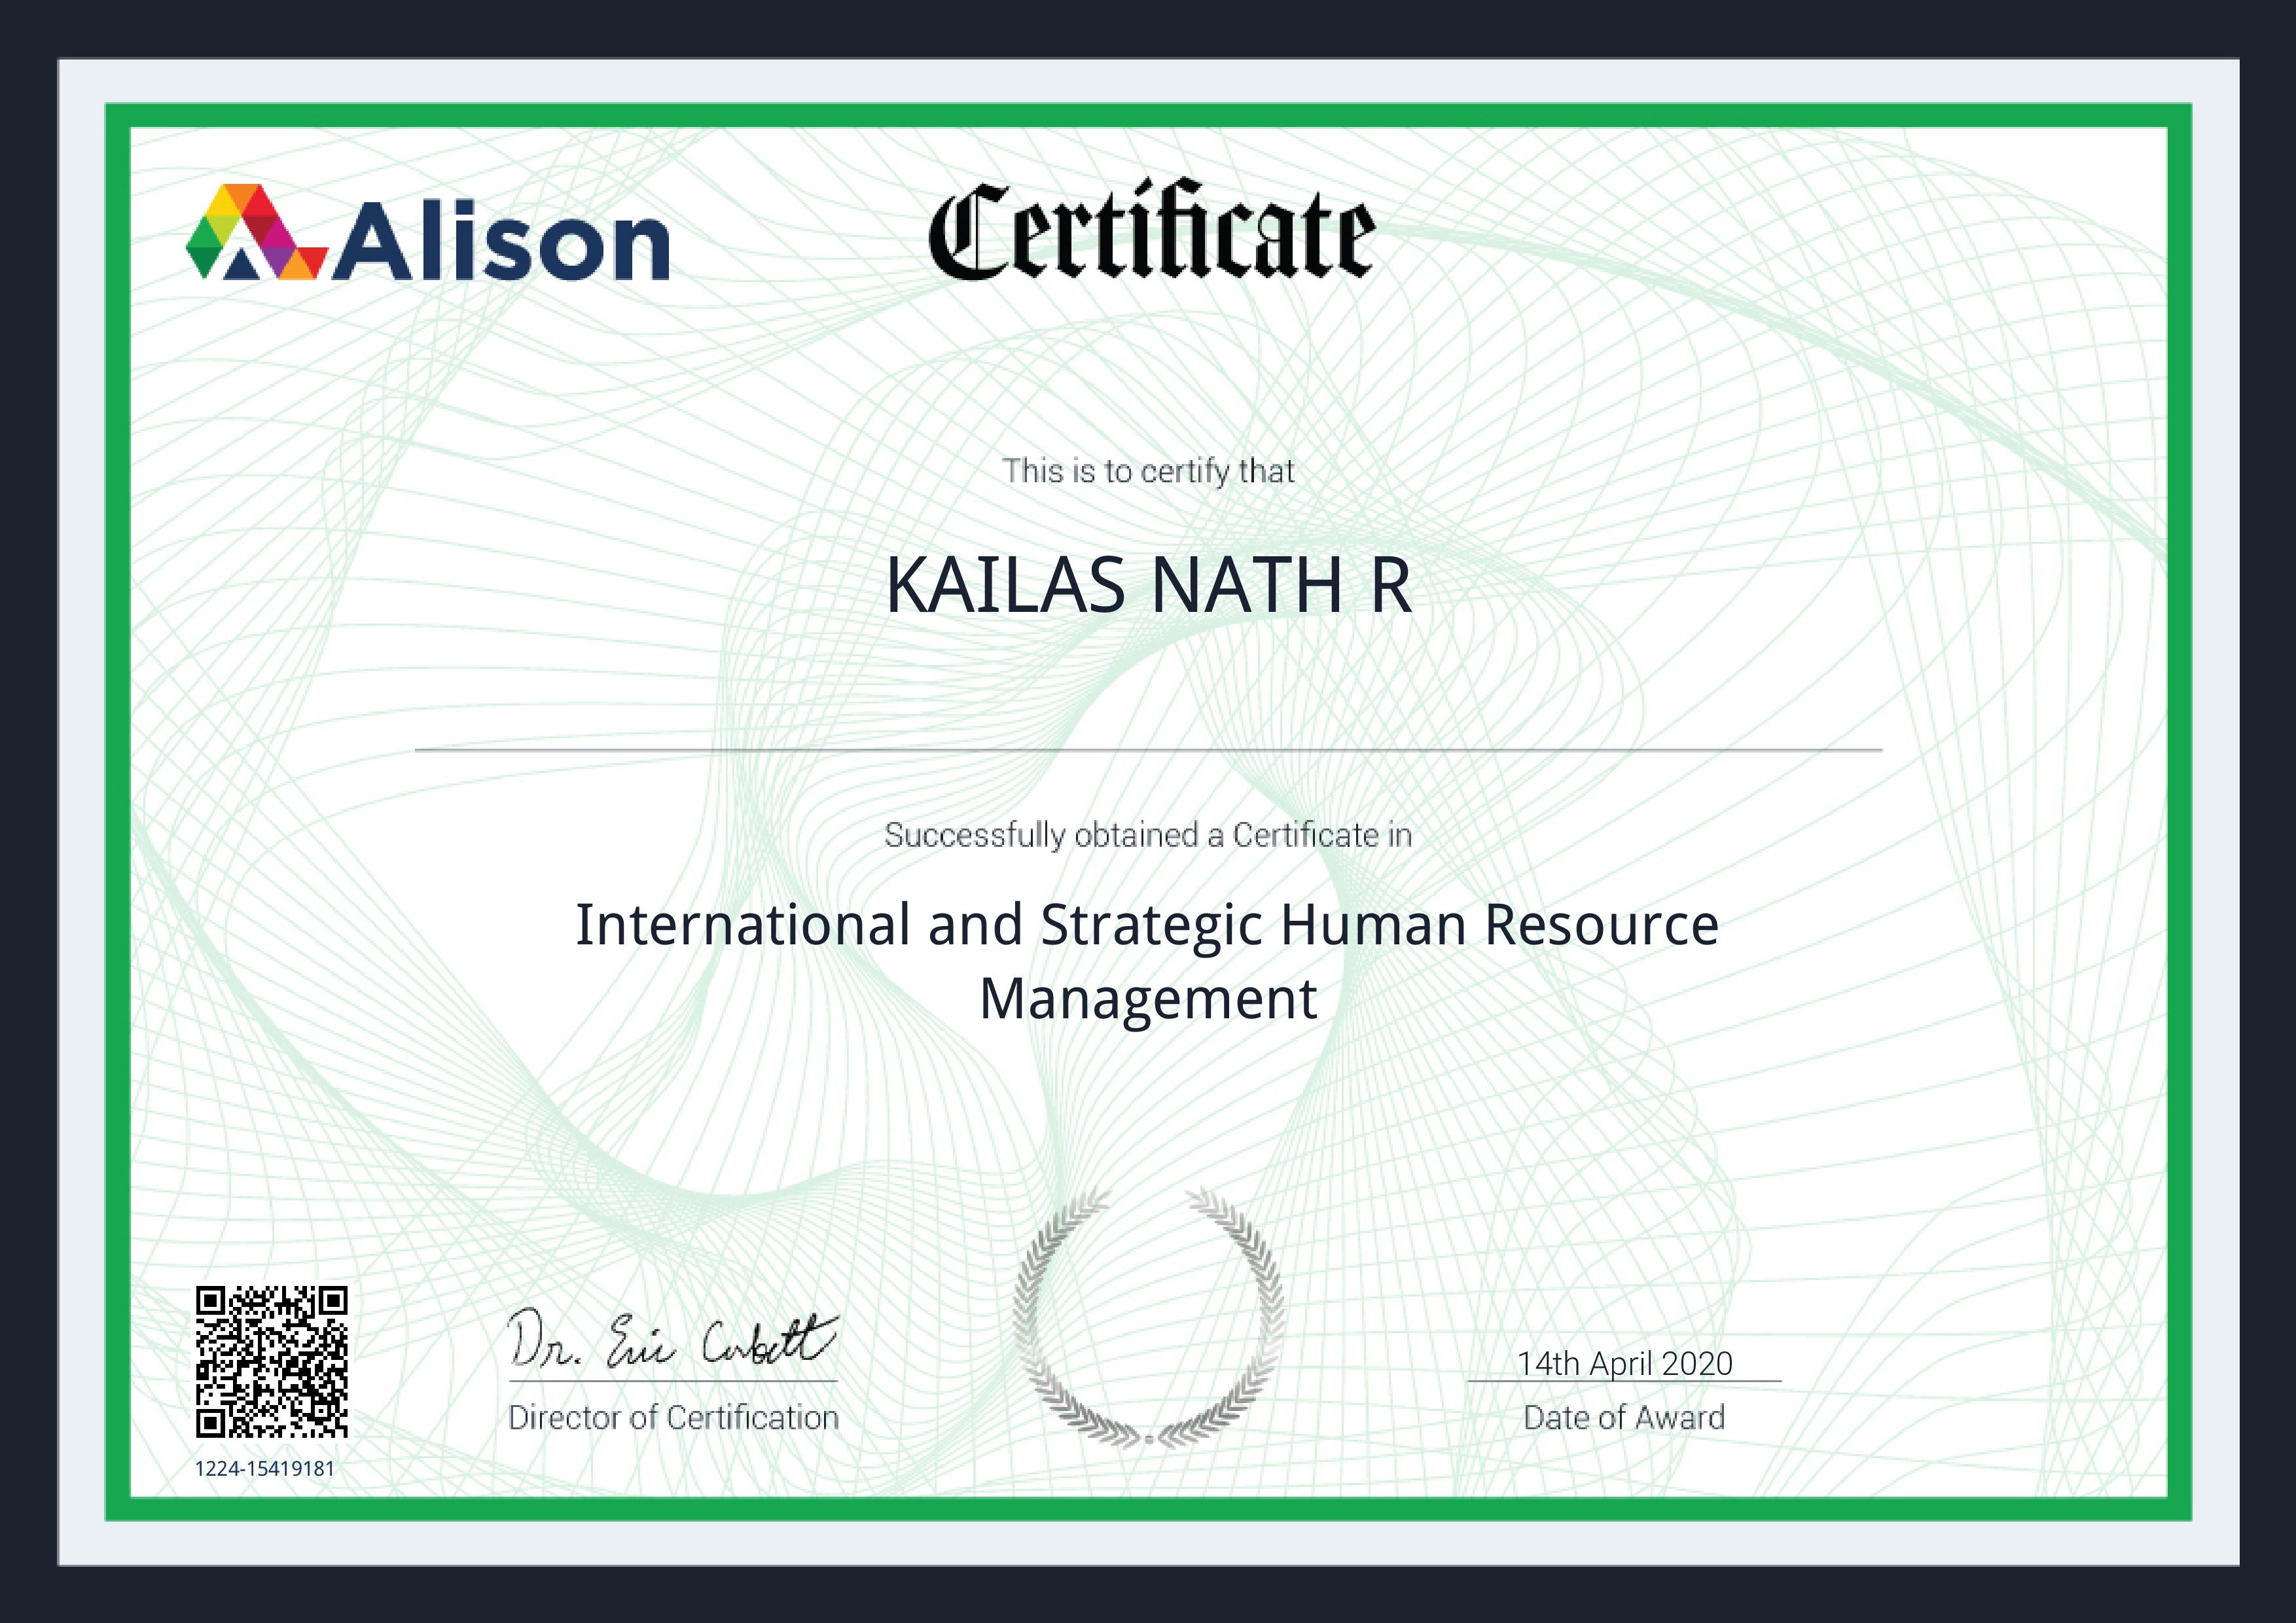 Alison
Certificate
This is to certify that
KAILAS NATH R
Successfully obtained a Certificate in
International and Strategic Human Resource
Management
Dr. Eric Corbett
Director of Certification
14th April 2020
Date of Award
1224-15419181